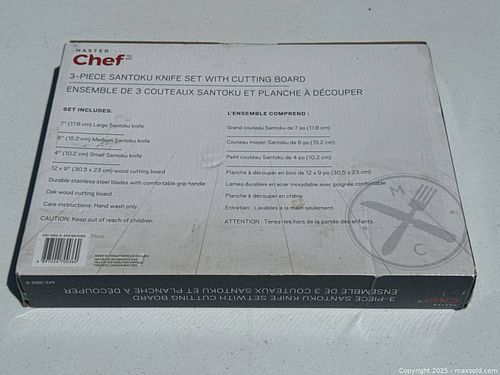 MASTER
Chef
3-PIECE SANTOKU KNIFE SET WITH CUTTING BOARD
ENSEMBLE DE 3 COUTEAUX SANTOKU ET PLANCHE À DÉCOUPER
SET INCLUDES:
7" (17.8 cm) Large Santoku knife
6" (15.2 cm) Medium Santoku knife
4" (10.2 cm) Small Santoku knife
12 x 9" (30.5 x 23 cm) wood cutting board
Durable stainless steel blades with comfortable grip handle
Oak wood cutting board
Care instructions: Hand wash only.
CAUTION: Keep out of reach of children.
L'ENSEMBLE COMPREND :
Grand couteau Santoku de 7 po (17.8 cm)
Couteau moyen Santoku de 6 po (15.2 cm)
Petit couteau Santoku de 4 po (10.2 cm)
Planche à découper en bois de 12 x 9 po (30.5 x 23 cm)
Lames durables en acier inoxydable avec poignée confortable
Planche à découper en chêne
Entretien : Lavables à la main seulement.
ATTENTION : Tenez-les hors de la portée des enfants.
M
C
3-PIECE SANTOKU KNIFE SET WITH CUTTING BOARD
ENSEMBLE DE 3 COUTEAUX SANTOKU ET PLANCHE À DÉCOUPER
MASTER
Chef
Copyright 2025 - maxsold.com